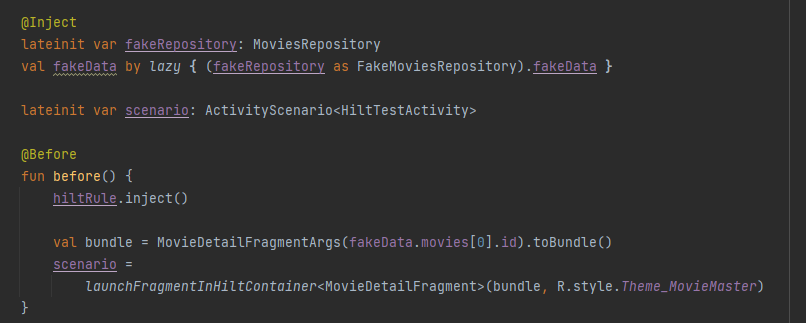 @Inject
lateinit var fakeRepository: MoviesRepository
val fakeData by lazy { (fakeRepository as FakeMoviesRepository).fakeData }
lateinit var scenario: ActivityScenario<HiltTestActivity>
@Before
fun before() {
hiltRule.inject()
val bundle = MovieDetailFragmentArgs(fakeData.movies[0].id).toBundle()
scenario =
launchFragmentInHiltContainer<MovieDetailFragment>(bundle, R.style.Theme_MovieMaster)
}